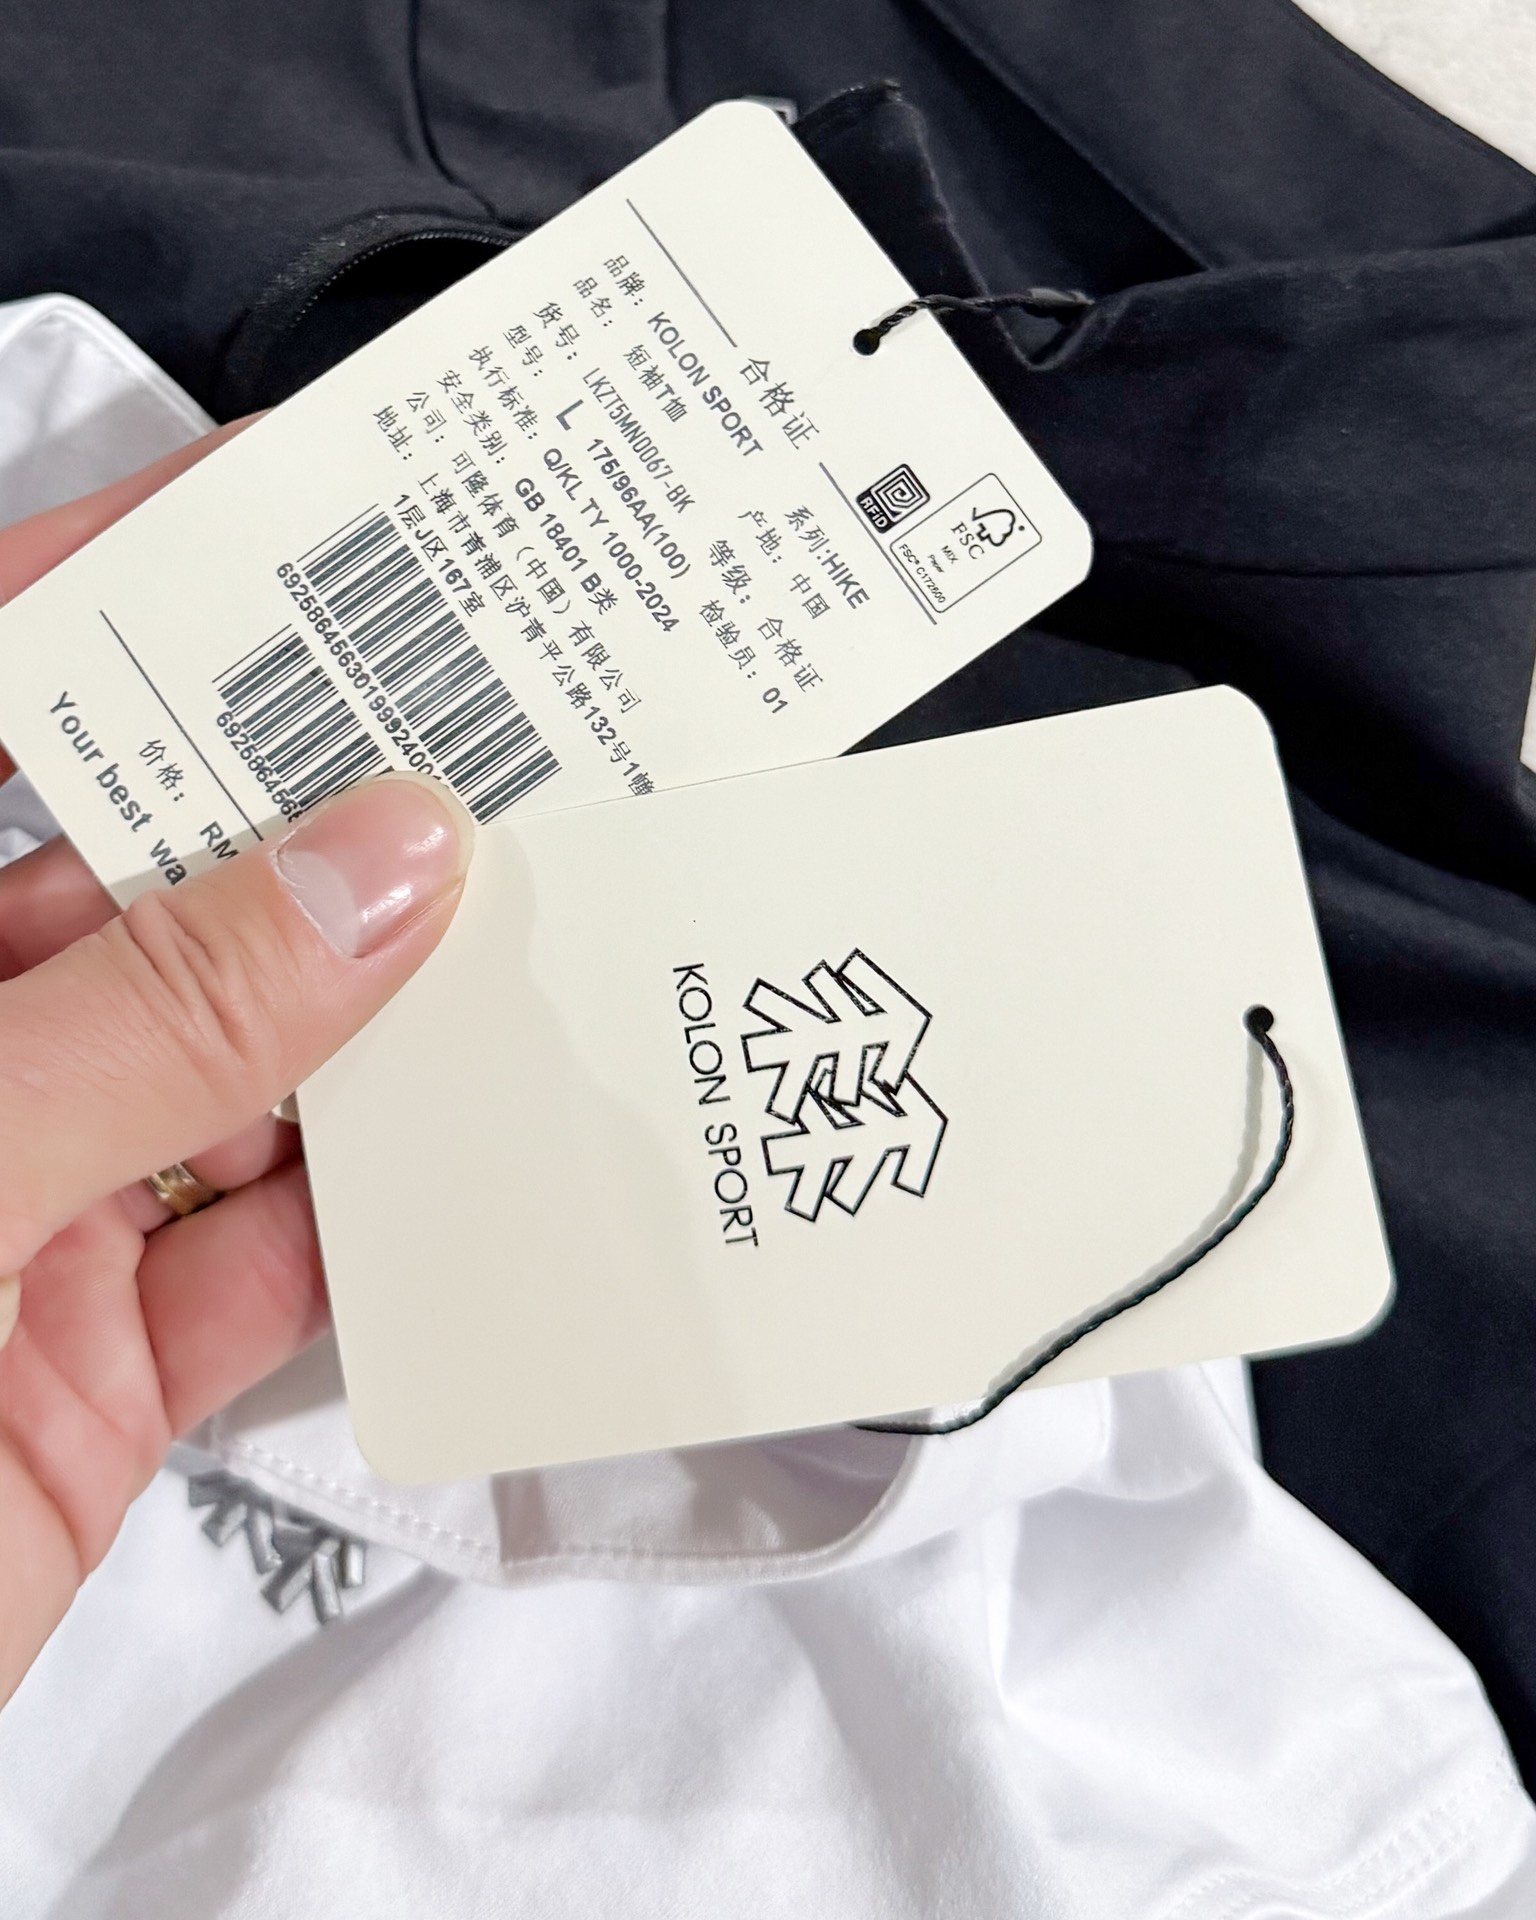 合格证
RFID
FSC
MIX
Paper
FSC® C172600
品牌： KOLON SPORT
系列:HIKE
品名： 短袖T恤
产地： 中国
货号： LKZT5MN0067-BK
等级： 合格证
型号： L 175/96AA(100)
检验员： 01
执行标准： Q/KL TY 1000-2024
安全类别： GB 18401 B类
公司： 可隆体育（中国）有限公司
地址： 上海市青浦区沪青平公路132号1幢
1层J区167室
69258645630199924001
价格：
Your best
KOLON SPORT